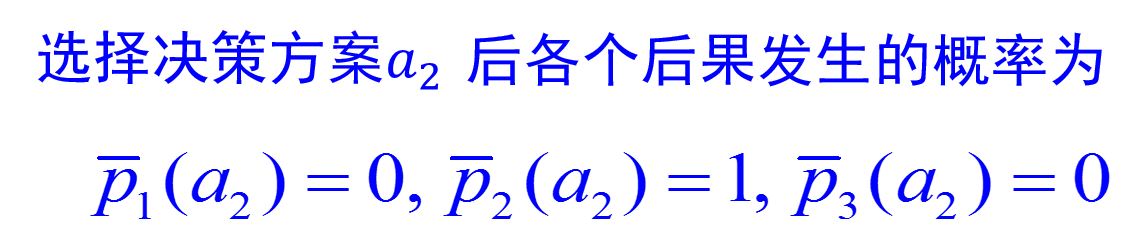 选择决策方案a₂ 后各个后果发生的概率为
p̅₁(a₂) = 0, p̅₂(a₂) = 1, p̅₃(a₂) = 0